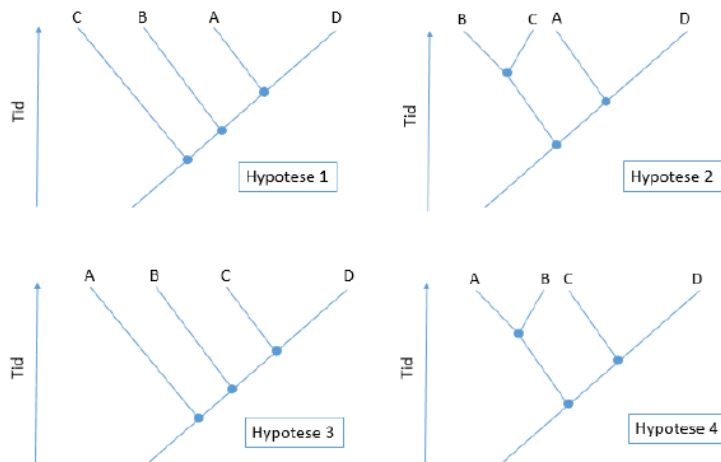 C B A D
Tid
Hypotese 1
B C A D
Tid
Hypotese 2
A B C D
Tid
Hypotese 3
A B C D
Tid
Hypotese 4